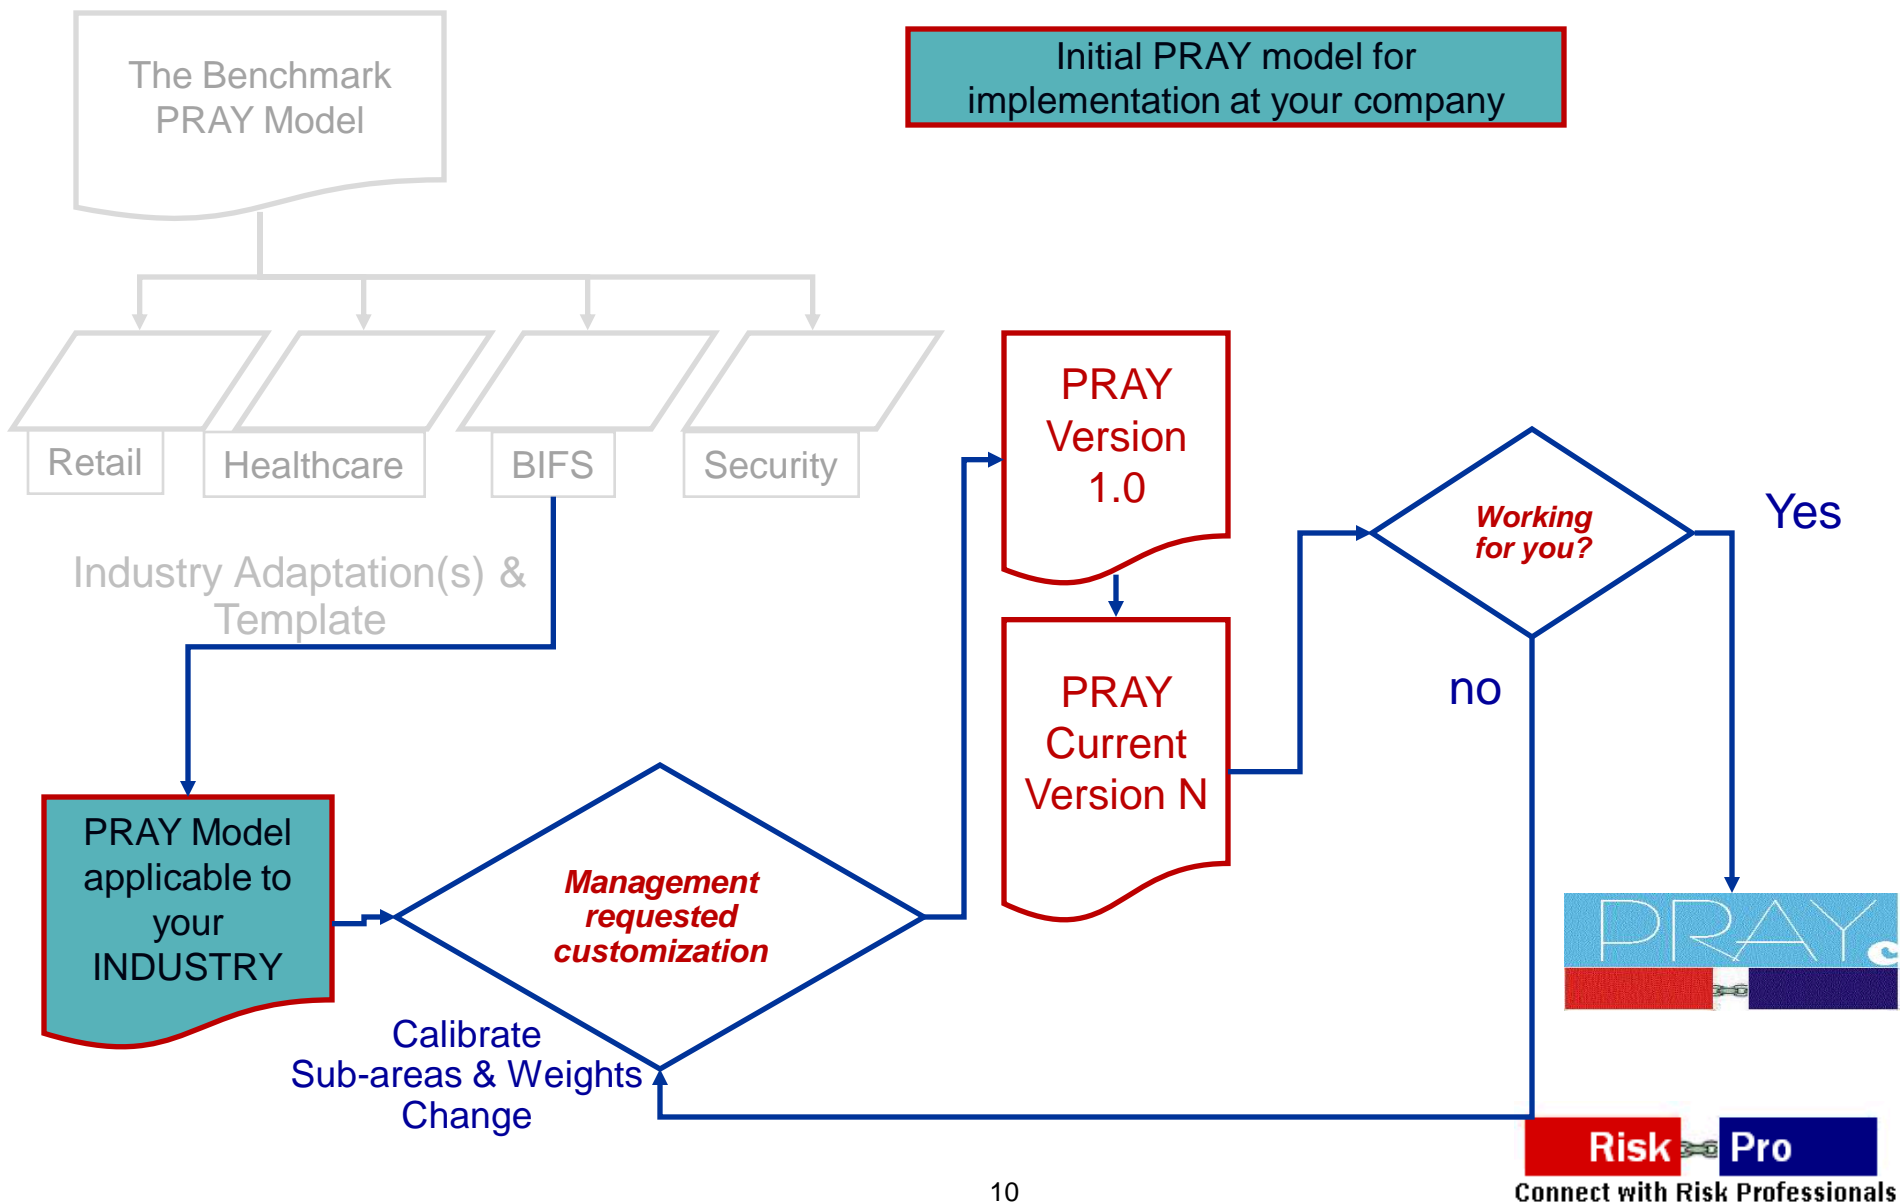 The Benchmark
PRAY Model
Initial PRAY model for
implementation at your company
Retail
Healthcare
BIFS
Security
Industry Adaptation(s) &
Template
PRAY
Version
1.0
PRAY
Current
Version N
Working
for you?
Yes
no
PRAY Model
applicable to
your
INDUSTRY
Management
requested
customization
Calibrate
Sub-areas & Weights
Change
PRAY
c
Risk Pro
Connect with Risk Professionals
10